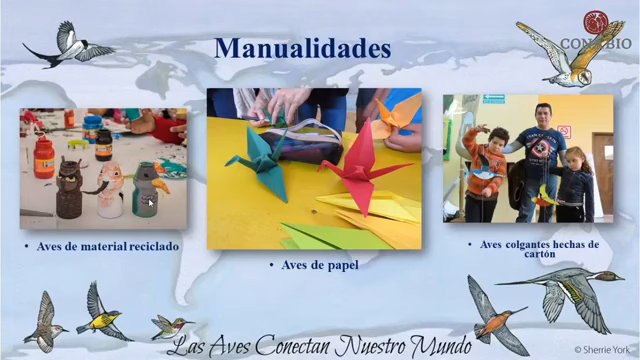 Manualidades
CONABIO
• Aves de material reciclado
• Aves de papel
• Aves colgantes hechas de
cartón
Las Aves Conectan Nuestro Mundo
© Sherrie York